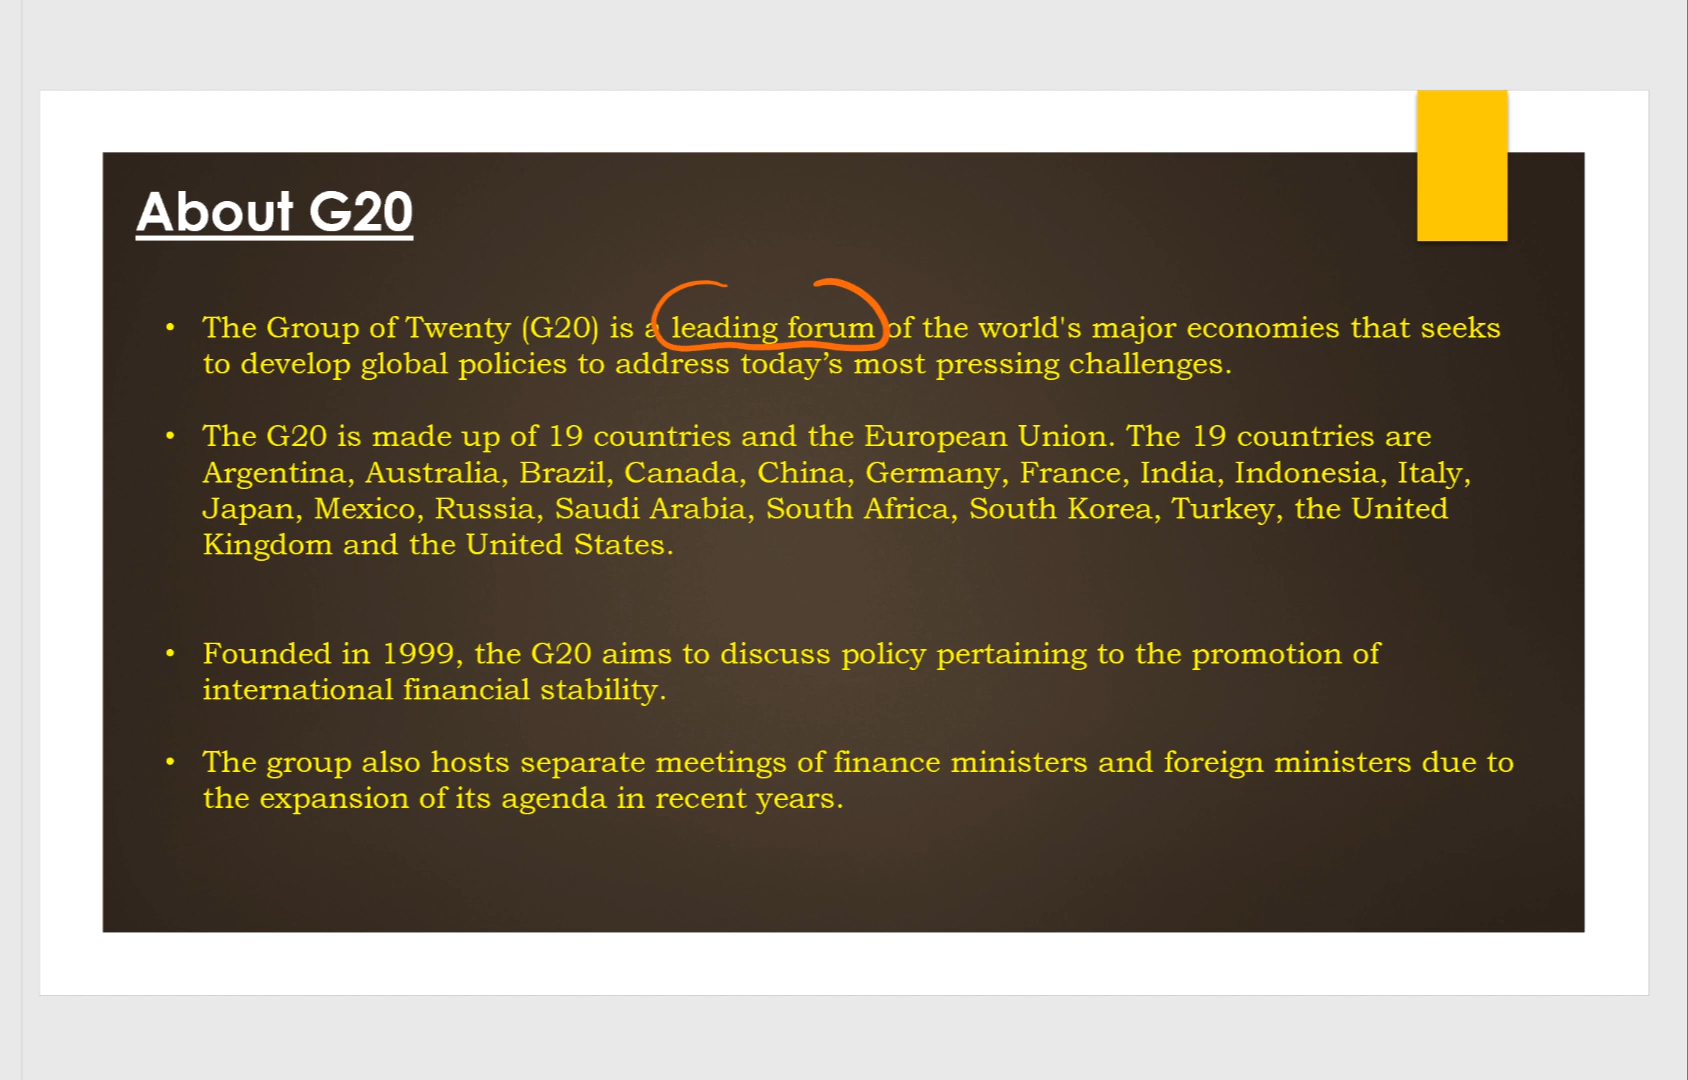 About G20
• The Group of Twenty (G20) is a leading forum of the world's major economies that seeks
to develop global policies to address today’s most pressing challenges.
• The G20 is made up of 19 countries and the European Union. The 19 countries are
Argentina, Australia, Brazil, Canada, China, Germany, France, India, Indonesia, Italy,
Japan, Mexico, Russia, Saudi Arabia, South Africa, South Korea, Turkey, the United
Kingdom and the United States.
• Founded in 1999, the G20 aims to discuss policy pertaining to the promotion of
international financial stability.
• The group also hosts separate meetings of finance ministers and foreign ministers due to
the expansion of its agenda in recent years.